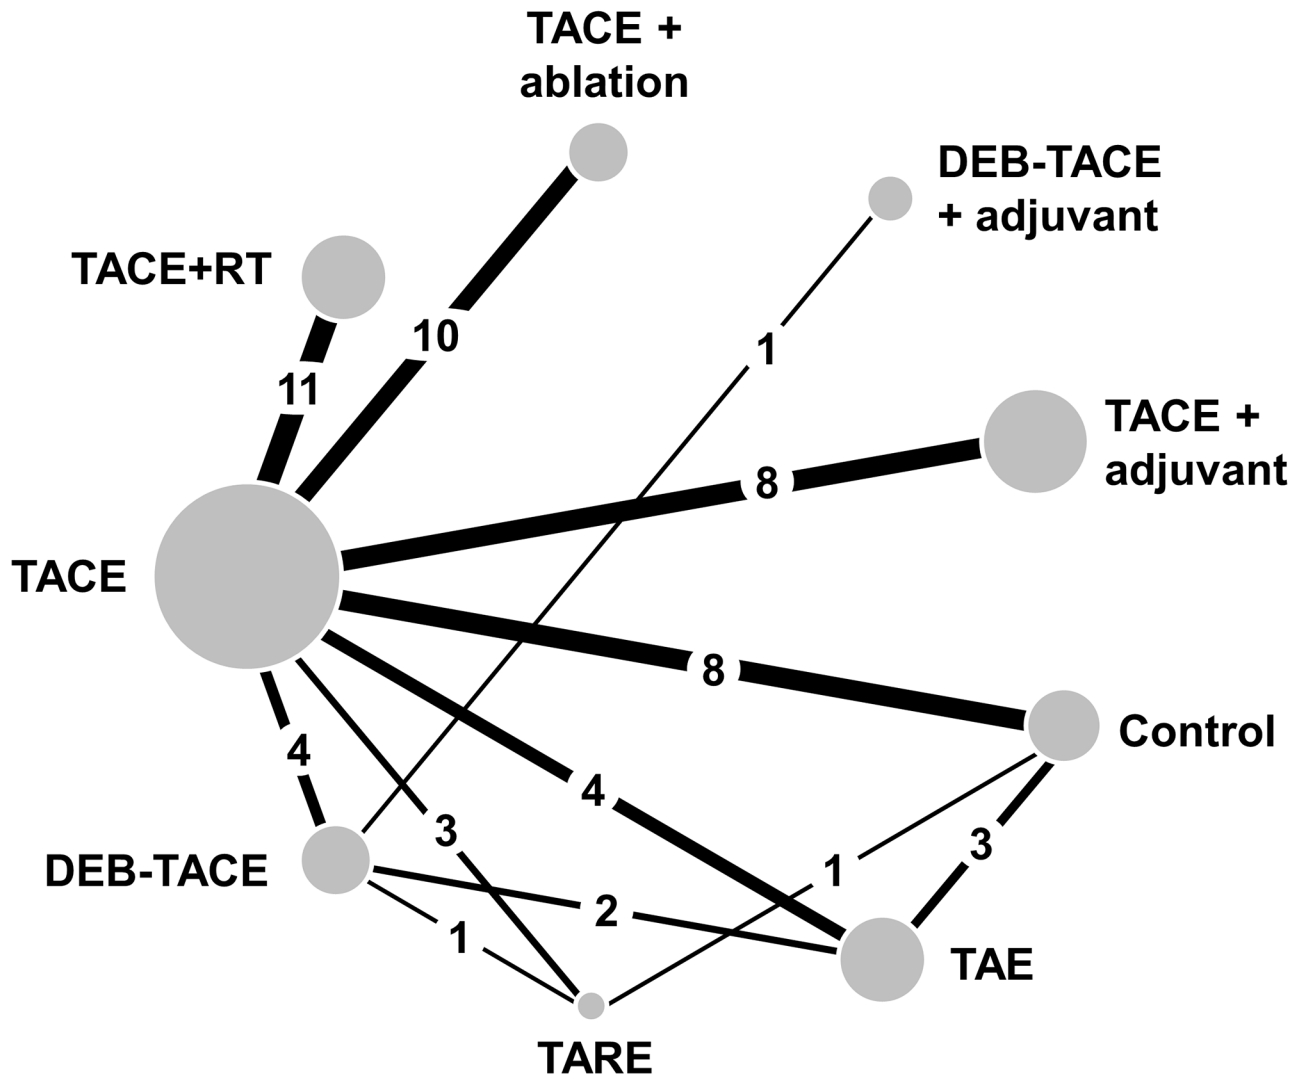 TACE +
ablation
DEB-TACE
+ adjuvant
TACE+RT
10
1
11
TACE +
adjuvant
8
TACE
8
Control
4
4
3
3
1
DEB-TACE
2
1
TAE
TARE